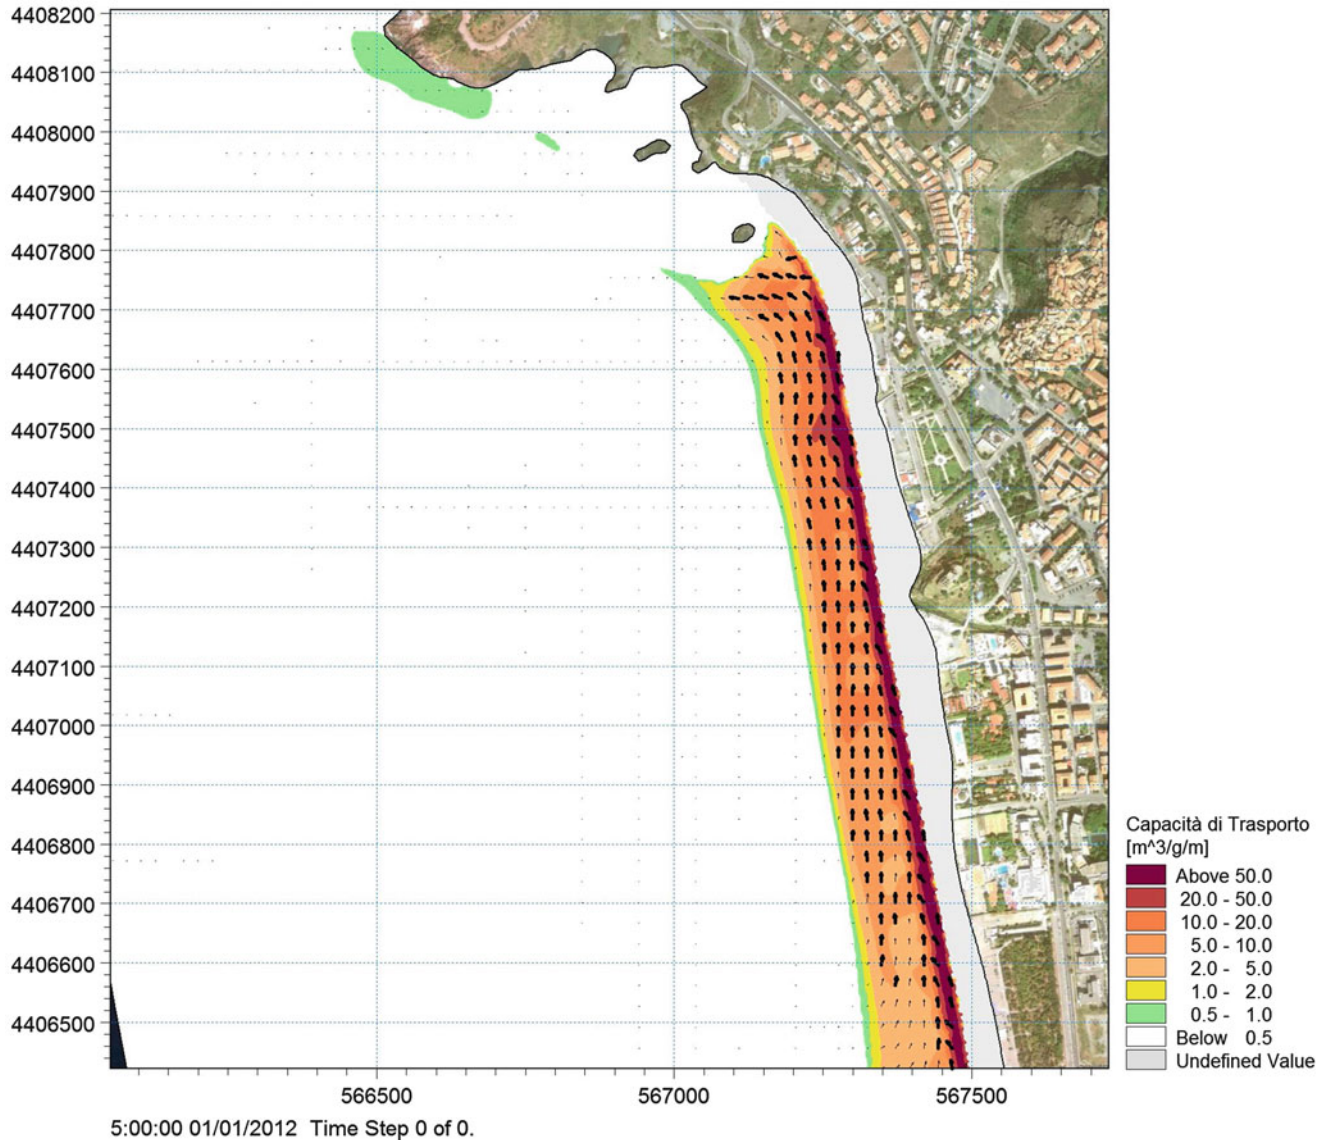 4408200
4408100
4408000
4407900
4407800
4407700
4407600
4407500
4407400
4407300
4407200
4407100
4407000
4406900
4406800
4406700
4406600
4406500
566500 567000 567500
5:00:00 01/01/2012 Time Step 0 of 0.
Capacità di Trasporto
[m^3/g/m]
Above 50.0
20.0 - 50.0
10.0 - 20.0
5.0 - 10.0
2.0 - 5.0
1.0 - 2.0
0.5 - 1.0
Below 0.5
Undefined Value